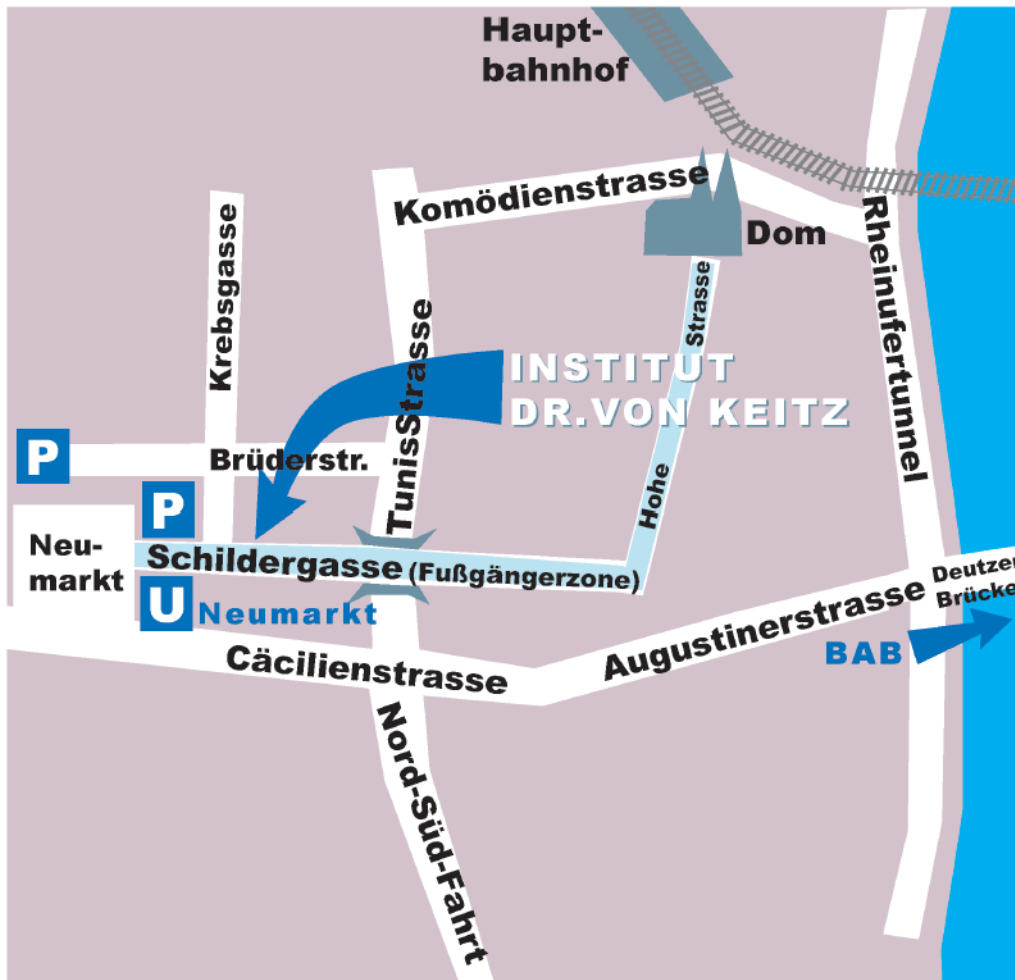 Haupt-
bahnhof
Komödienstrasse
Dom
Krebsgasse
TunisStrasse
Strasse
Hohe
Rheinufertunnel
INSTITUT
DR.VON KEITZ
P
Brüderstr.
P
Neu-
markt
Schildergasse (Fußgängerzone)
U Neumarkt
Deutzer
Brücke
BAB
Augustinerstrasse
Cäcilienstrasse
Nord-Süd-Fahrt